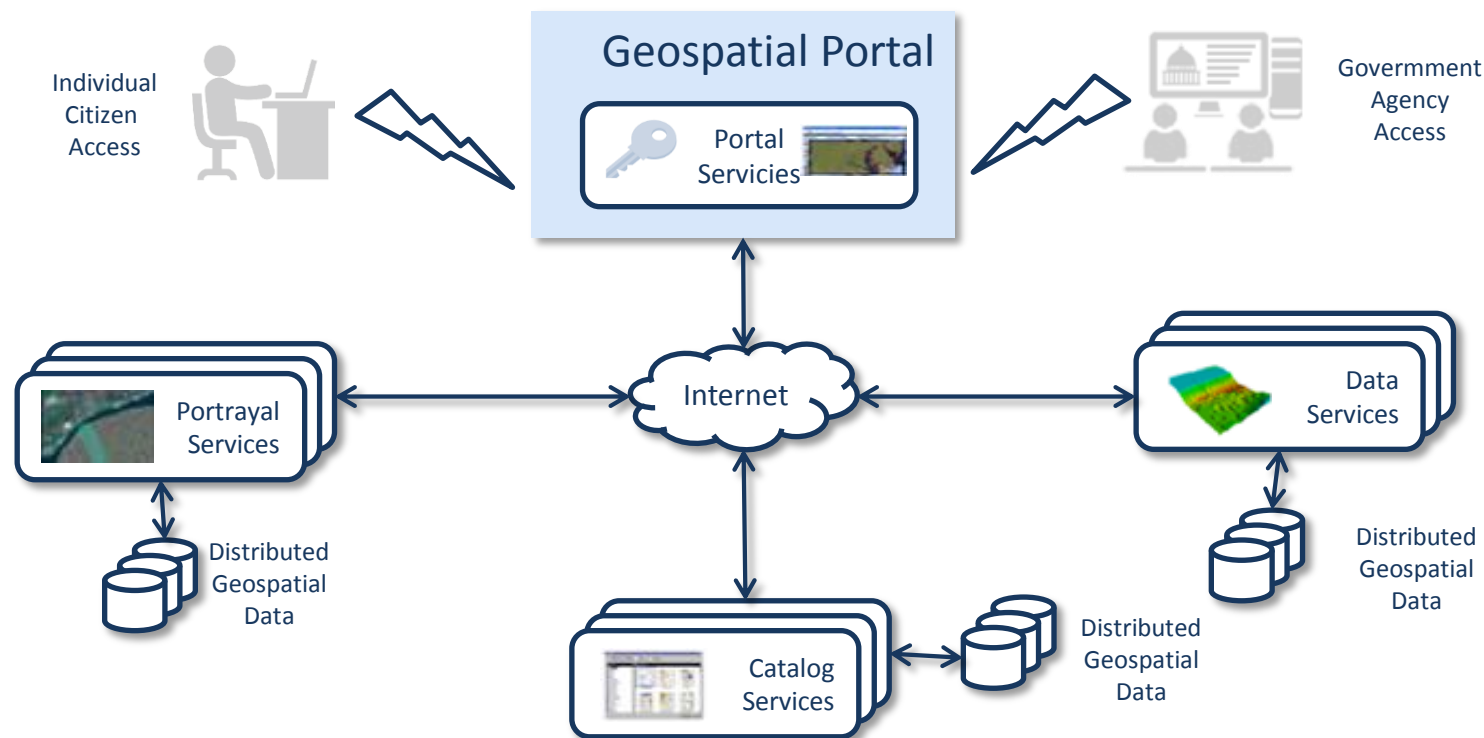 Geospatial Portal
Individual
Citizen
Access
Portal
Servicies
Govermment
Agency
Access
Internet
Portrayal
Services
Data
Services
Distributed
Geospatial
Data
Distributed
Geospatial
Data
Catalog
Services
Distributed
Geospatial
Data